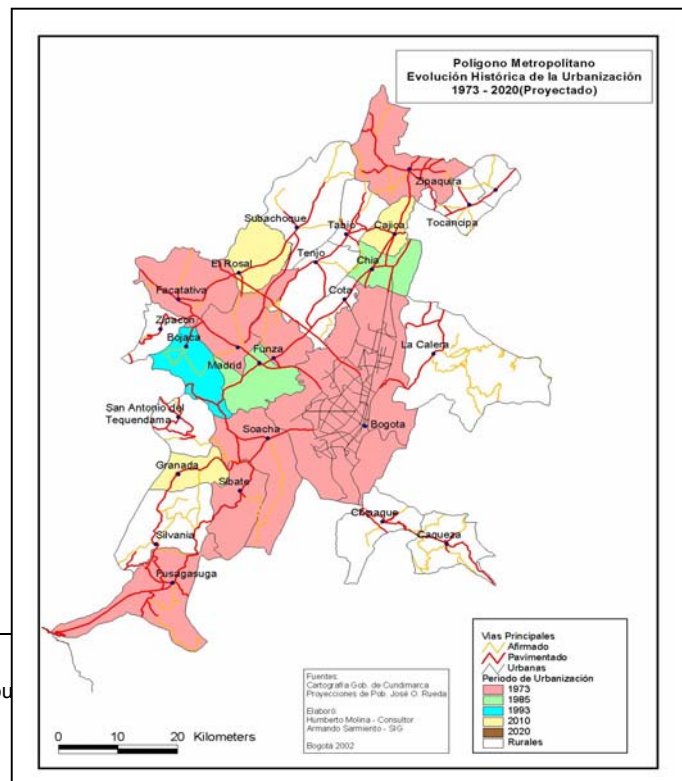 Polígono Metropolitano
Evolución Histórica de la Urbanización
1973 - 2020(Proyectado)
Zipaquira
Tocancipa
Subachoque
Tabio
Cajica
Tenjo
Chia
El Rosal
Facatativa
Cota
Zipacon
Bojaca
La Calera
Madrid
Funza
San Antonio del
Tequendama
Bogota
Soacha
Granada
Sibate
Silvania
Caqueza
Fusagasuga
Vias Principales
Afirmado
Pavimentado
Urbanas
Periodo de Urbanización
1973
1985
1993
2010
2020
Rurales
Fuentes:
Cartografia Gob. de Cundimarca
Proyecciones de Pob. José O. Rueda
Elaboró:
Humberto Molina - Consultor
Armando Sarmiento - SIG
Bogotá 2002
0 10 20 Kilometers